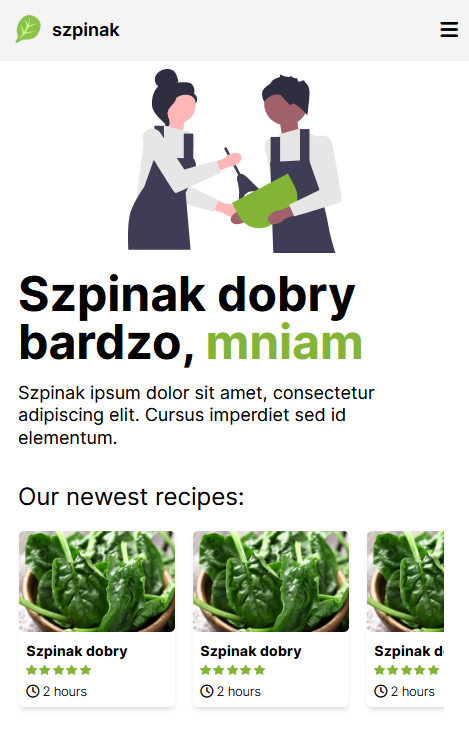 szpinak
Szpinak dobry
bardzo, mniam
Szpinak ipsum dolor sit amet, consectetur
adipiscing elit. Cursus imperdiet sed id
elementum.
Our newest recipes:
Szpinak dobry
2 hours
Szpinak dobry
2 hours
Szpinak d
2 hours